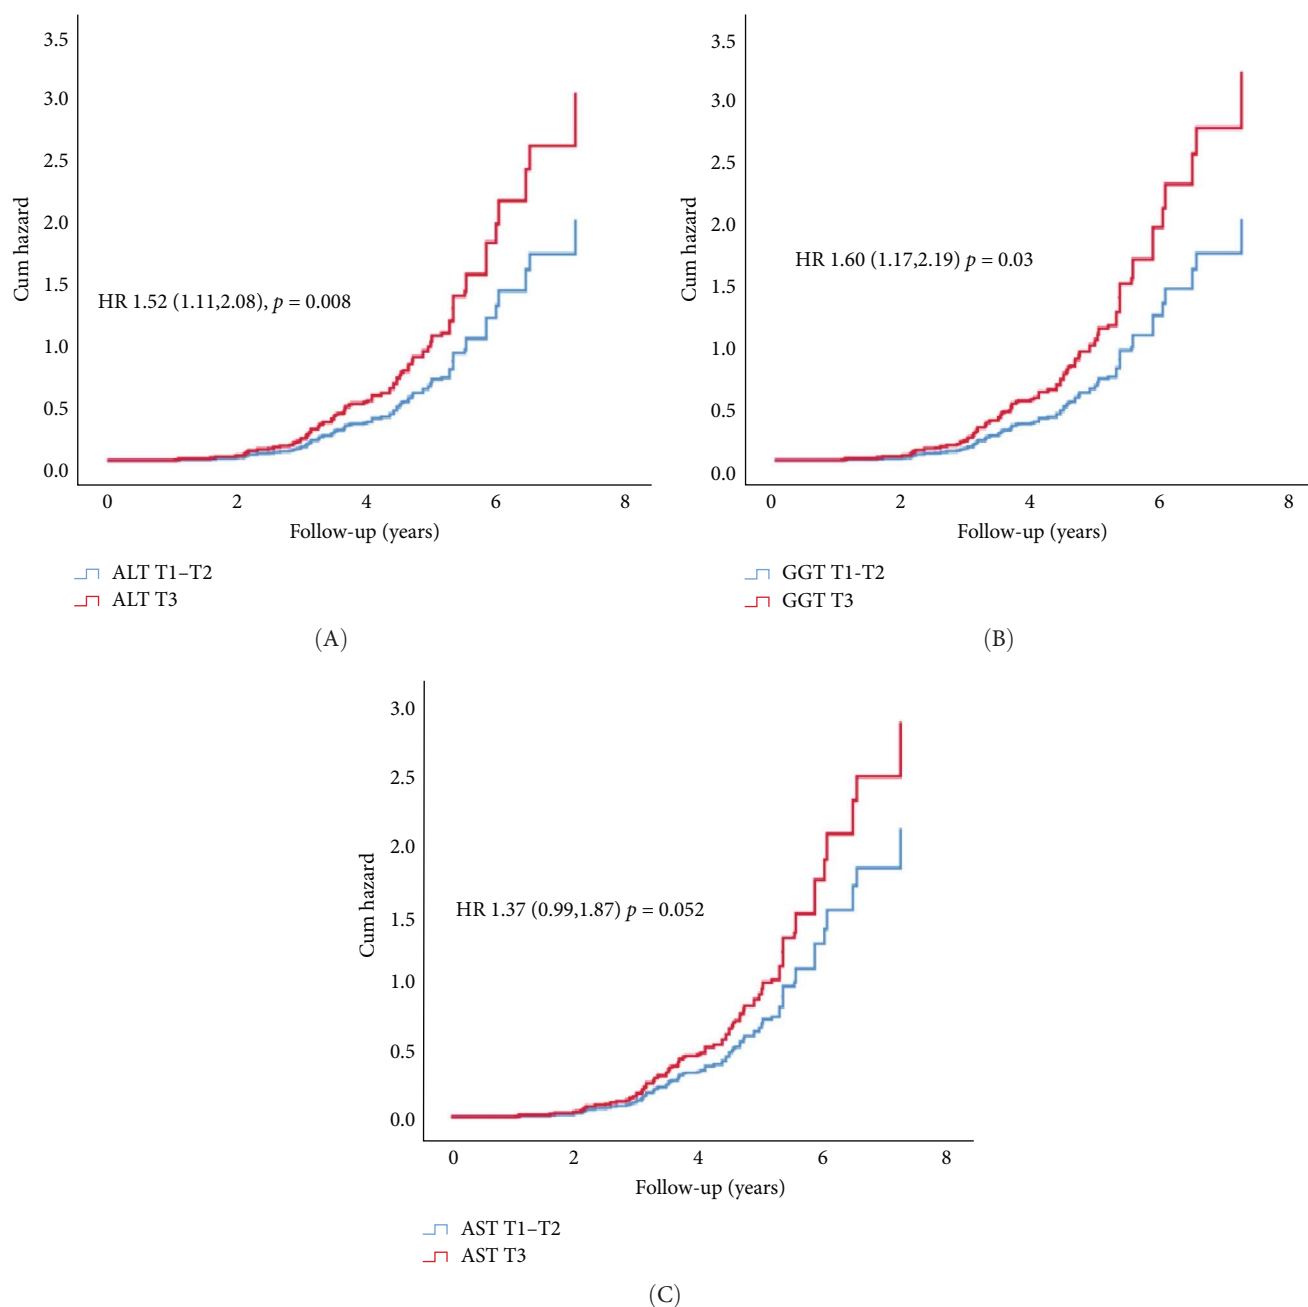 3.5
3.0
2.5
2.0
1.5
1.0
0.5
0.0
Cum hazard
HR 1.52 (1.11,2.08), p = 0.008
0 2 4 6 8
Follow-up (years)
ALT T1–T2
ALT T3
(A)
3.5
3.0
2.5
2.0
1.5
1.0
0.5
0.0
Cum hazard
HR 1.60 (1.17,2.19) p = 0.03
0 2 4 6 8
Follow-up (years)
GGT T1-T2
GGT T3
(B)
3.0
2.5
2.0
1.5
1.0
0.5
0.0
Cum hazard
HR 1.37 (0.99,1.87) p = 0.052
0 2 4 6 8
Follow-up (years)
AST T1–T2
AST T3
(C)